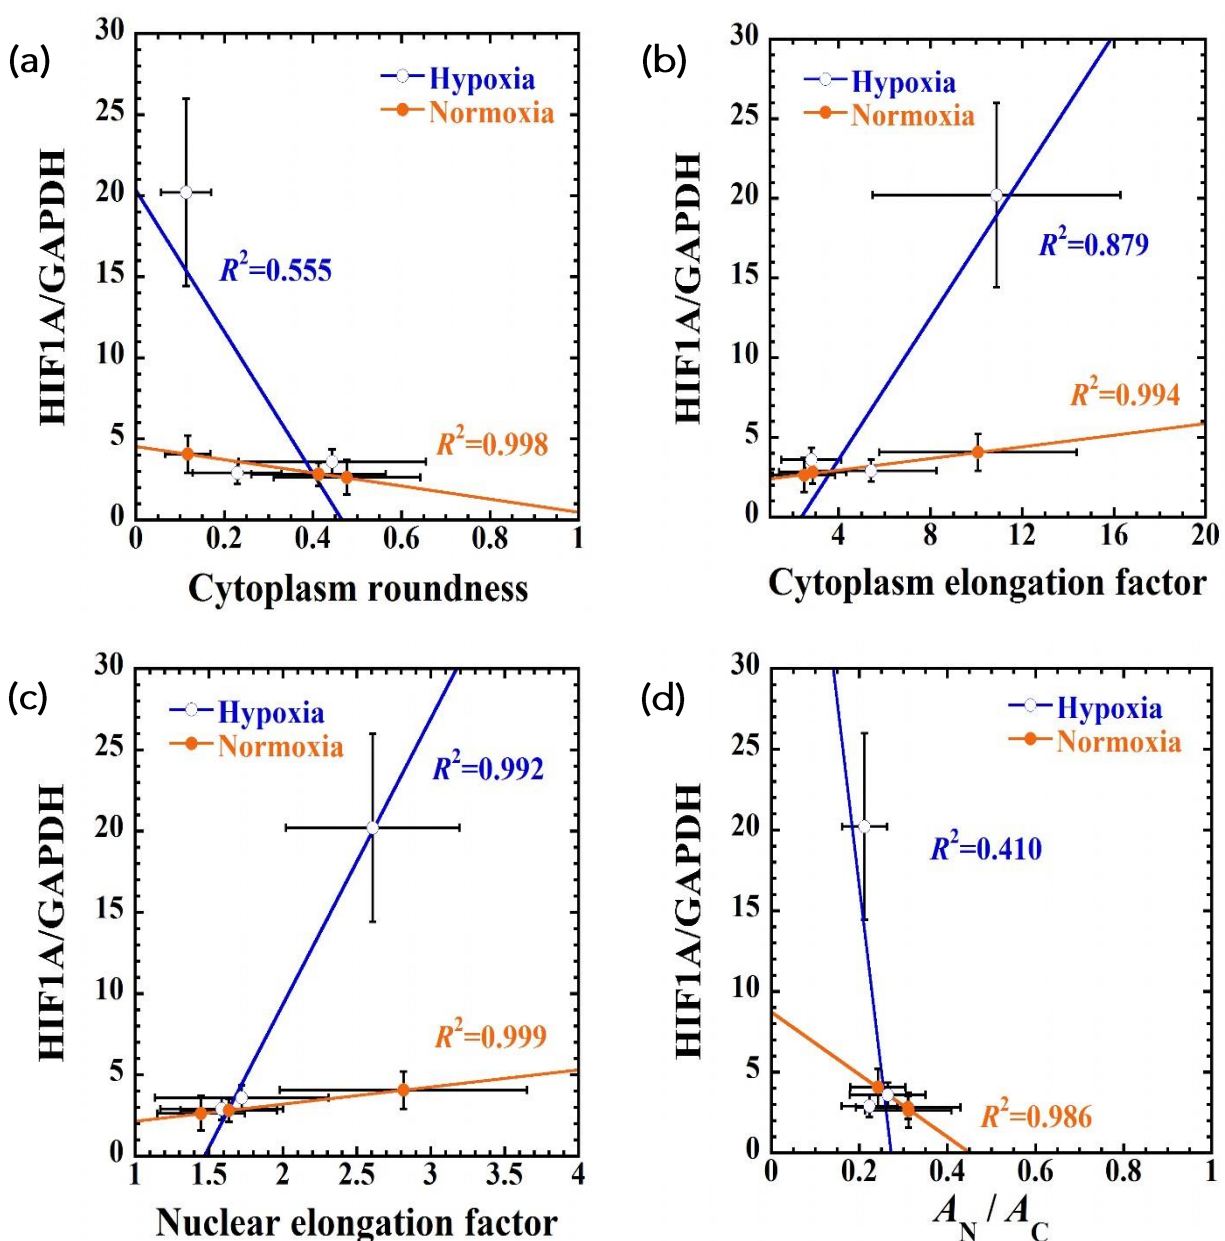 (a)
HIF1A/GAPDH
30
25
20
15
10
5
0
Hypoxia
Normoxia
R²=0.555
R²=0.998
0 0.2 0.4 0.6 0.8 1
Cytoplasm roundness
(b)
HIF1A/GAPDH
30
25
20
15
10
5
0
Hypoxia
Normoxia
R²=0.879
R²=0.994
4 8 12 16 20
Cytoplasm elongation factor
(c)
HIF1A/GAPDH
30
25
20
15
10
5
0
Hypoxia
Normoxia
R²=0.992
R²=0.999
1 1.5 2 2.5 3 3.5 4
Nuclear elongation factor
(d)
HIF1A/GAPDH
30
25
20
15
10
5
0
Hypoxia
Normoxia
R²=0.410
R²=0.986
0 0.2 0.4 0.6 0.8 1
A_N / A_C